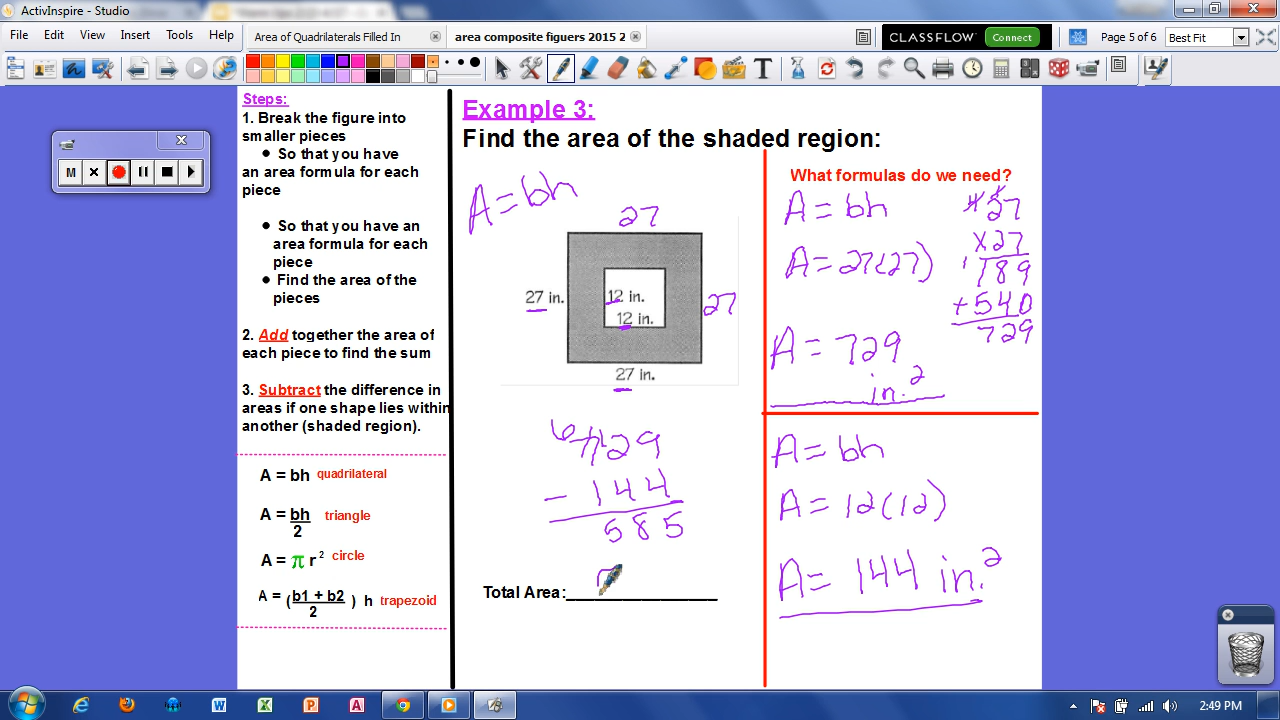 ActivInspire - Studio
File Edit View Insert Tools Help
Area of Quadrilaterals Filled In
area composite figuers 2015 2
CLASSFLOW Connect
Page 5 of 6
Best Fit
M
Steps:
1. Break the figure into
smaller pieces
● So that you have
an area formula for each
piece
● So that you have an
area formula for each
piece
● Find the area of the
pieces
2. Add together the area of
each piece to find the sum
3. Subtract the difference in
areas if one shape lies within
another (shaded region).
A = bh quadrilateral
A = bh/2 triangle
A = π r² circle
A = (b1 + b2/2) h trapezoid
Example 3:
Find the area of the shaded region:
A = bh
27
27 in.
12 in.
12 in.
27
27 in.
6 1
729
- 144
585
Total Area:________________
What formulas do we need?
A = bh
A = 27(27)
27
x27
1
189
+540
729
A = 729
in.²
A = bh
A = 12(12)
A = 144 in.²
2:49 PM